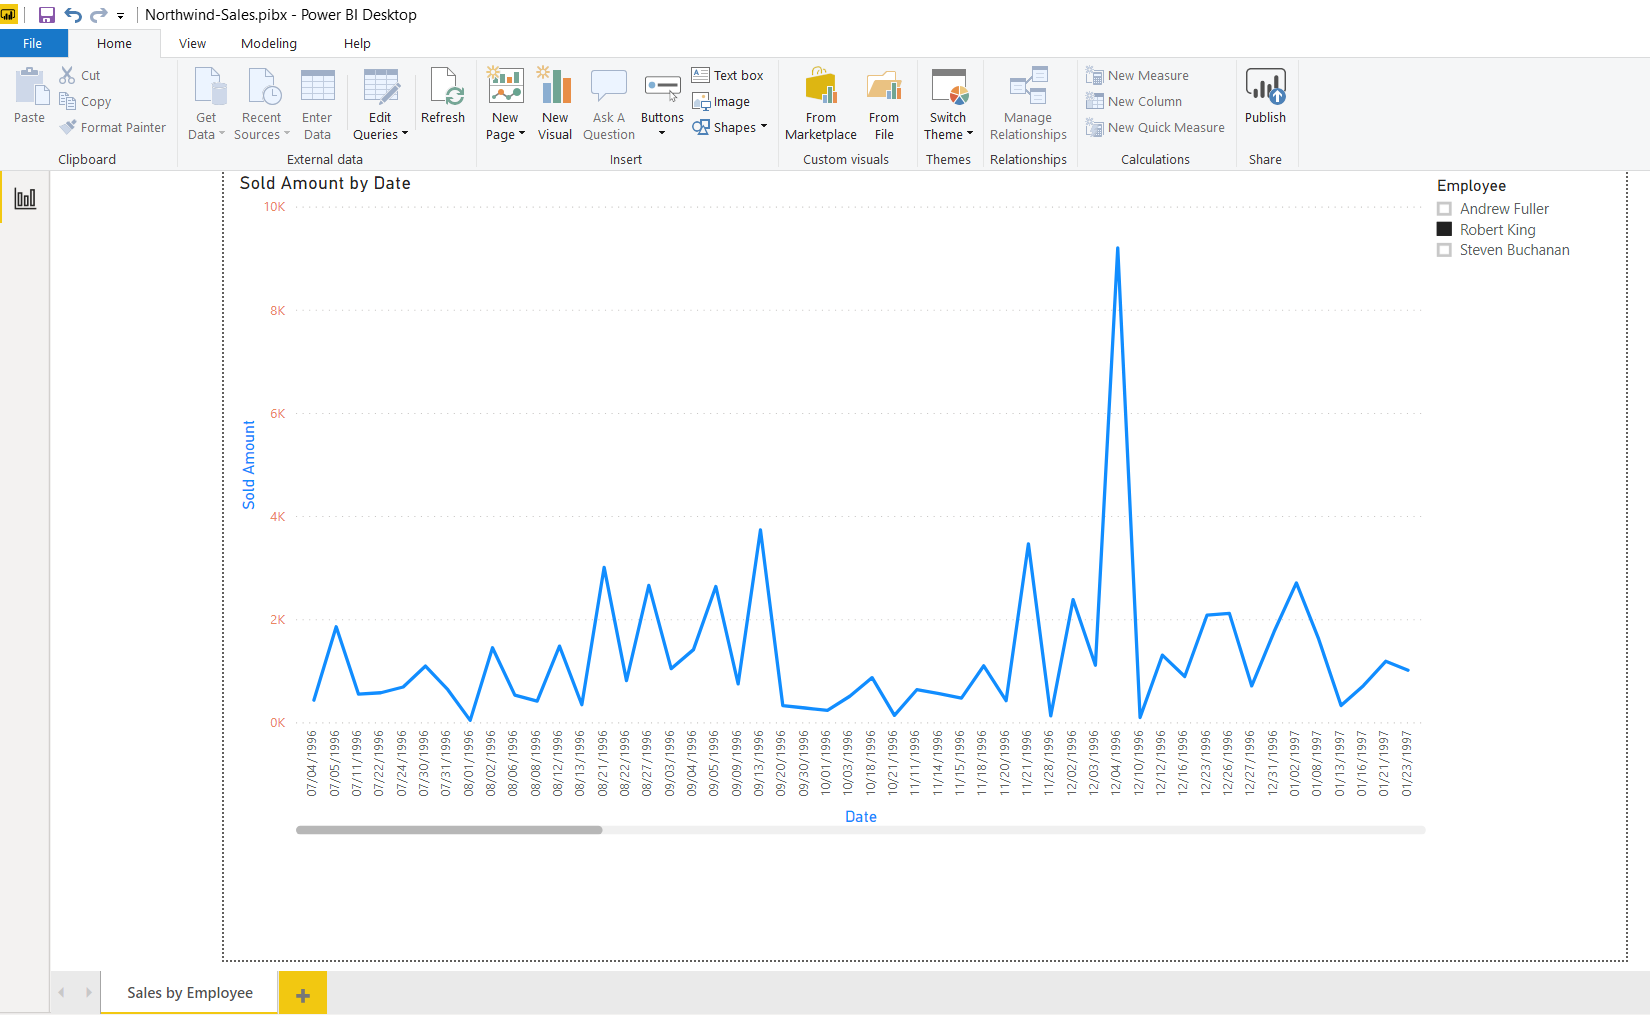 Northwind-Sales.pibx - Power BI Desktop
File Home View Modeling Help
Paste
Cut
Copy
Format Painter
Clipboard
Get Data
Recent Sources
Enter Data
Edit Queries
Refresh
External data
New Page
New Visual
Ask A Question
Buttons
Text box
Image
Shapes
Insert
From Marketplace
From File
Custom visuals
Switch Theme
Themes
Manage Relationships
Relationships
New Measure
New Column
New Quick Measure
Calculations
Publish
Share
Sold Amount by Date
10K
8K
6K
4K
2K
0K
Sold Amount
07/04/1996
07/05/1996
07/11/1996
07/22/1996
07/24/1996
07/30/1996
07/31/1996
08/01/1996
08/02/1996
08/06/1996
08/08/1996
08/12/1996
08/13/1996
08/21/1996
08/22/1996
08/27/1996
09/03/1996
09/04/1996
09/05/1996
09/09/1996
09/13/1996
09/20/1996
09/30/1996
10/01/1996
10/03/1996
10/18/1996
10/21/1996
11/11/1996
11/14/1996
11/15/1996
11/18/1996
11/20/1996
11/21/1996
11/28/1996
12/02/1996
12/03/1996
12/04/1996
12/10/1996
12/12/1996
12/16/1996
12/23/1996
12/26/1996
12/27/1996
12/31/1996
01/02/1997
01/08/1997
01/13/1997
01/16/1997
01/21/1997
01/23/1997
Date
Employee
Andrew Fuller
Robert King
Steven Buchanan
Sales by Employee